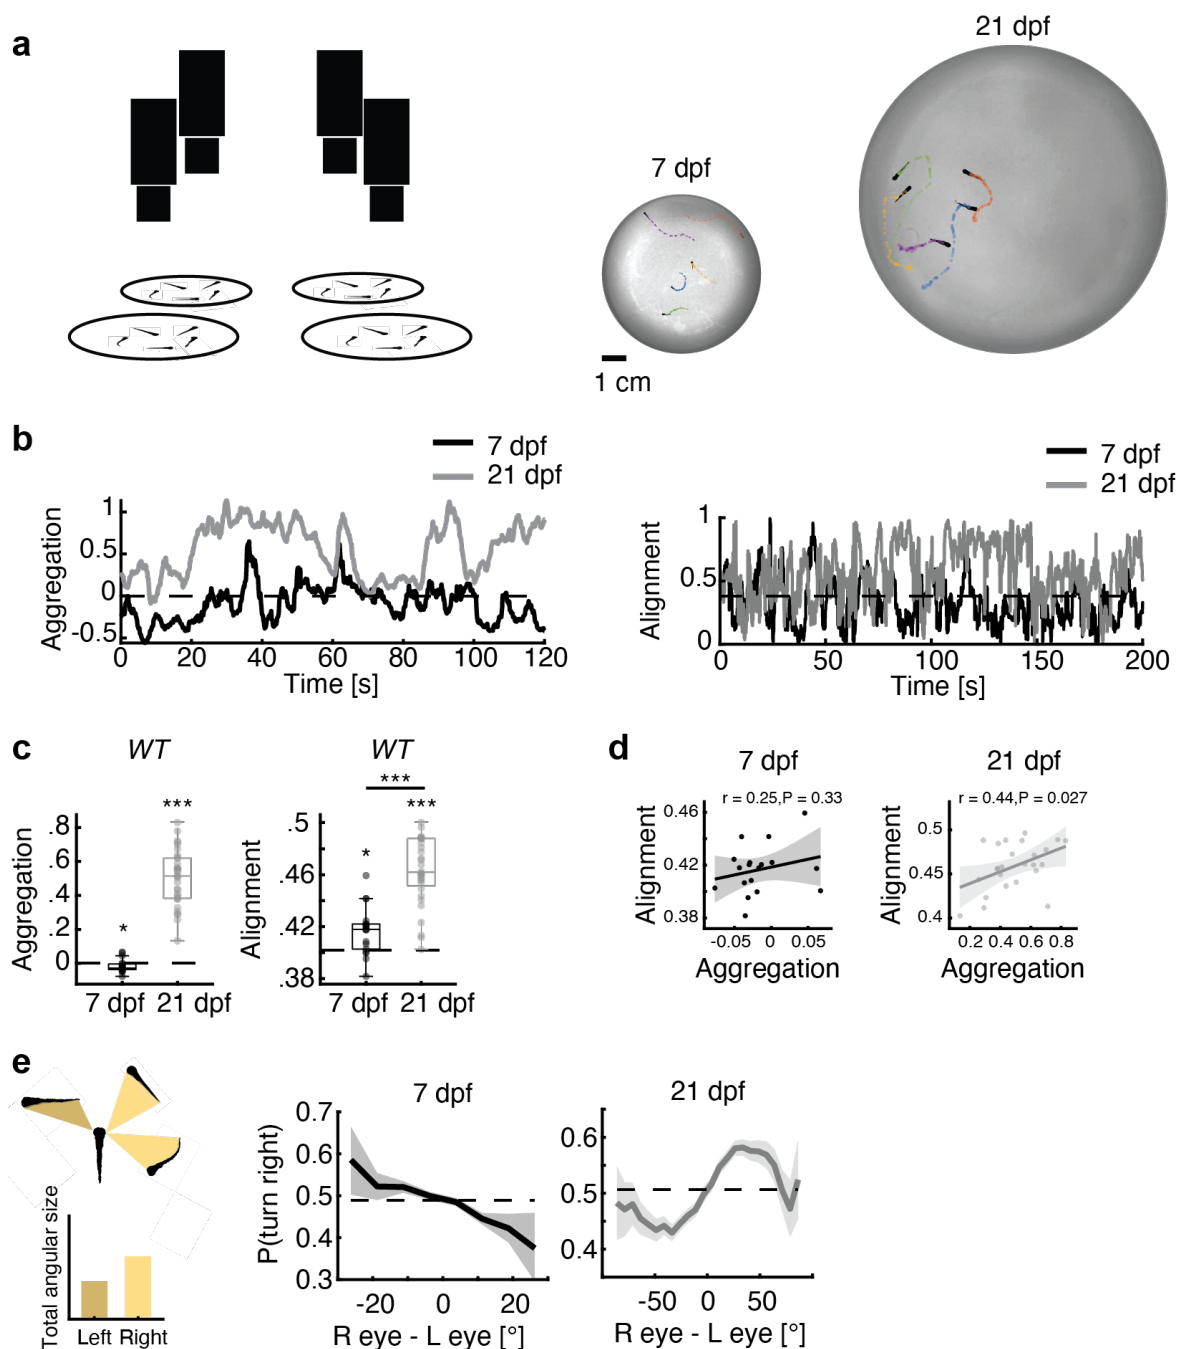 a
21 dpf
7 dpf
1 cm
b
7 dpf
21 dpf
Aggregation
1
0.5
0
-0.5
0 20 40 60 80 100 120
Time [s]
7 dpf
21 dpf
Alignment
1
0.5
0
0 50 100 150 200
Time [s]
c
WT
***
Aggregation
.8
.6
.4
.2
0
*
7 dpf 21 dpf
WT
***
***
*
Alignment
.5
.46
.42
.38
7 dpf 21 dpf
d
7 dpf
r = 0.25,P = 0.33
Alignment
0.46
0.42
0.38
-0.05 0 0.05
Aggregation
21 dpf
r = 0.44,P = 0.027
Alignment
0.5
0.45
0.4
0.2 0.4 0.6 0.8
Aggregation
e
Total angular size
Left Right
7 dpf
P(turn right)
0.7
0.6
0.5
0.4
0.3
-20 0 20
R eye - L eye [°]
21 dpf
0.6
0.5
0.4
-50 0 50
R eye - L eye [°]